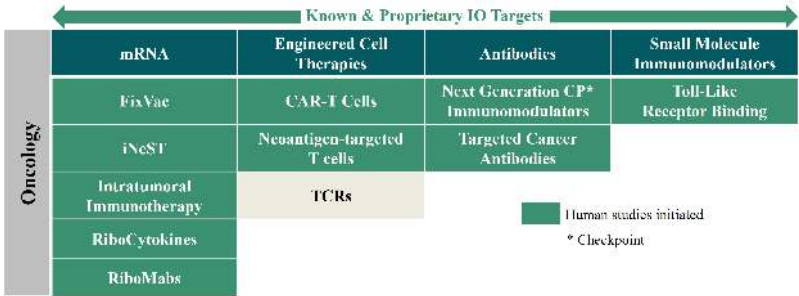 Known & Proprietary IO Targets
Oncology
mRNA
Engineered Cell
Therapies
Antibodies
Small Molecule
Immunomodulators
FixVac
CAR-T Cells
Next Generation CP*
Immunomodulators
Toll-Like
Receptor Binding
iNeST
Neoantigen-targeted
T cells
Targeted Cancer
Antibodies
Intratumoral
Immunotherapy
TCRs
RiboCytokines
RiboMabs
Human studies initiated
* Checkpoint